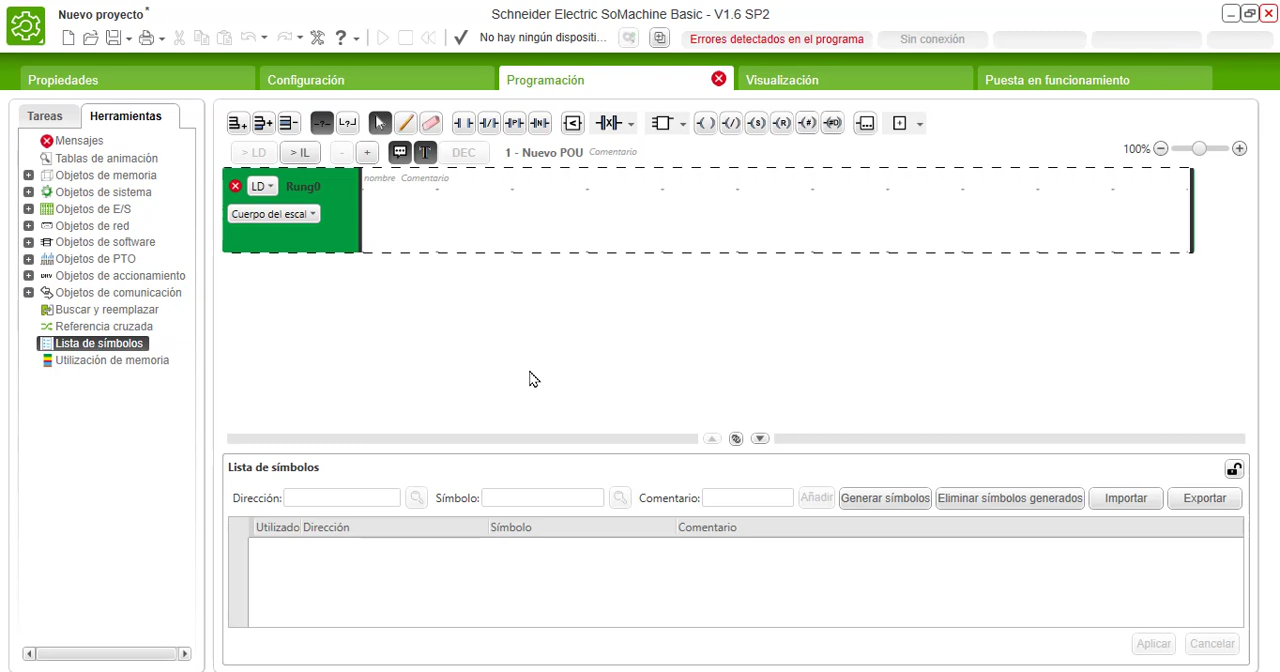 Nuevo proyecto*
Schneider Electric SoMachine Basic - V1.6 SP2
No hay ningún dispositi...
Errores detectados en el programa
Sin conexión
Propiedades
Configuración
Programación
Visualización
Puesta en funcionamiento
Tareas
Herramientas
Mensajes
Tablas de animación
Objetos de memoria
Objetos de sistema
Objetos de E/S
Objetos de red
Objetos de software
Objetos de PTO
DRV Objetos de accionamiento
Objetos de comunicación
Buscar y reemplazar
Referencia cruzada
Lista de símbolos
Utilización de memoria
> LD
> IL
-
+
T
DEC
1 - Nuevo POU
Comentario
100%
LD
Rung0
nombre Comentario
Cuerpo del escal
Lista de símbolos
Dirección:
Símbolo:
Comentario:
Añadir
Generar símbolos
Eliminar símbolos generados
Importar
Exportar
Utilizado
Dirección
Símbolo
Comentario
Aplicar
Cancelar